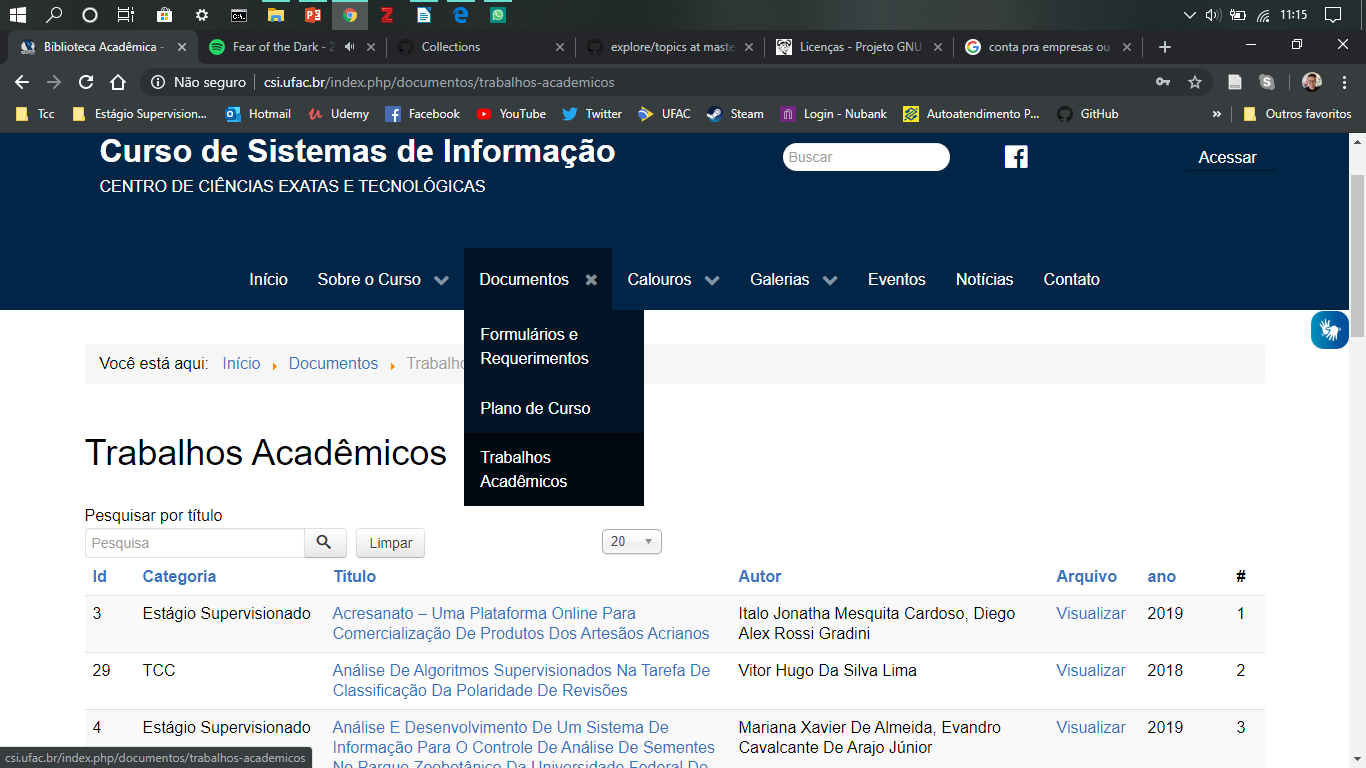 11:15
Biblioteca Acadêmica -
Fear of the Dark - 2
Collections
explore/topics at maste
Licenças - Projeto GNU
conta pra empresas ou
Não seguro
csi.ufac.br/index.php/documentos/trabalhos-academicos
Tcc
Estágio Supervision...
Hotmail
Udemy
Facebook
YouTube
Twitter
UFAC
Steam
Login - Nubank
Autoatendimento P...
GitHub
»
Outros favoritos
Curso de Sistemas de Informação
CENTRO DE CIÊNCIAS EXATAS E TECNOLÓGICAS
Buscar
Acessar
Início
Sobre o Curso
Documentos
Calouros
Galerias
Eventos
Notícias
Contato
Formulários e
Requerimentos
Plano de Curso
Trabalhos
Acadêmicos
Você está aqui: Início Documentos Trabalho
Trabalhos Acadêmicos
Pesquisar por título
Pesquisa
Limpar
20
Id Categoria Título Autor Arquivo ano #
3 Estágio Supervisionado Acresanato – Uma Plataforma Online Para Italo Jonatha Mesquita Cardoso, Diego Visualizar 2019 1
Comercialização De Produtos Dos Artesãos Acrianos Alex Rossi Gradini
29 TCC Análise De Algoritmos Supervisionados Na Tarefa De Vitor Hugo Da Silva Lima Visualizar 2018 2
Classificação Da Polaridade De Revisões
4 Estágio Supervisionado Análise E Desenvolvimento De Um Sistema De Mariana Xavier De Almeida, Evandro Visualizar 2019 3
Informação Para O Controle De Análise De Sementes Cavalcante De Arajo Júnior
No Parque Zoobotânico Da Universidade Federal Do
csi.ufac.br/index.php/documentos/trabalhos-academicos